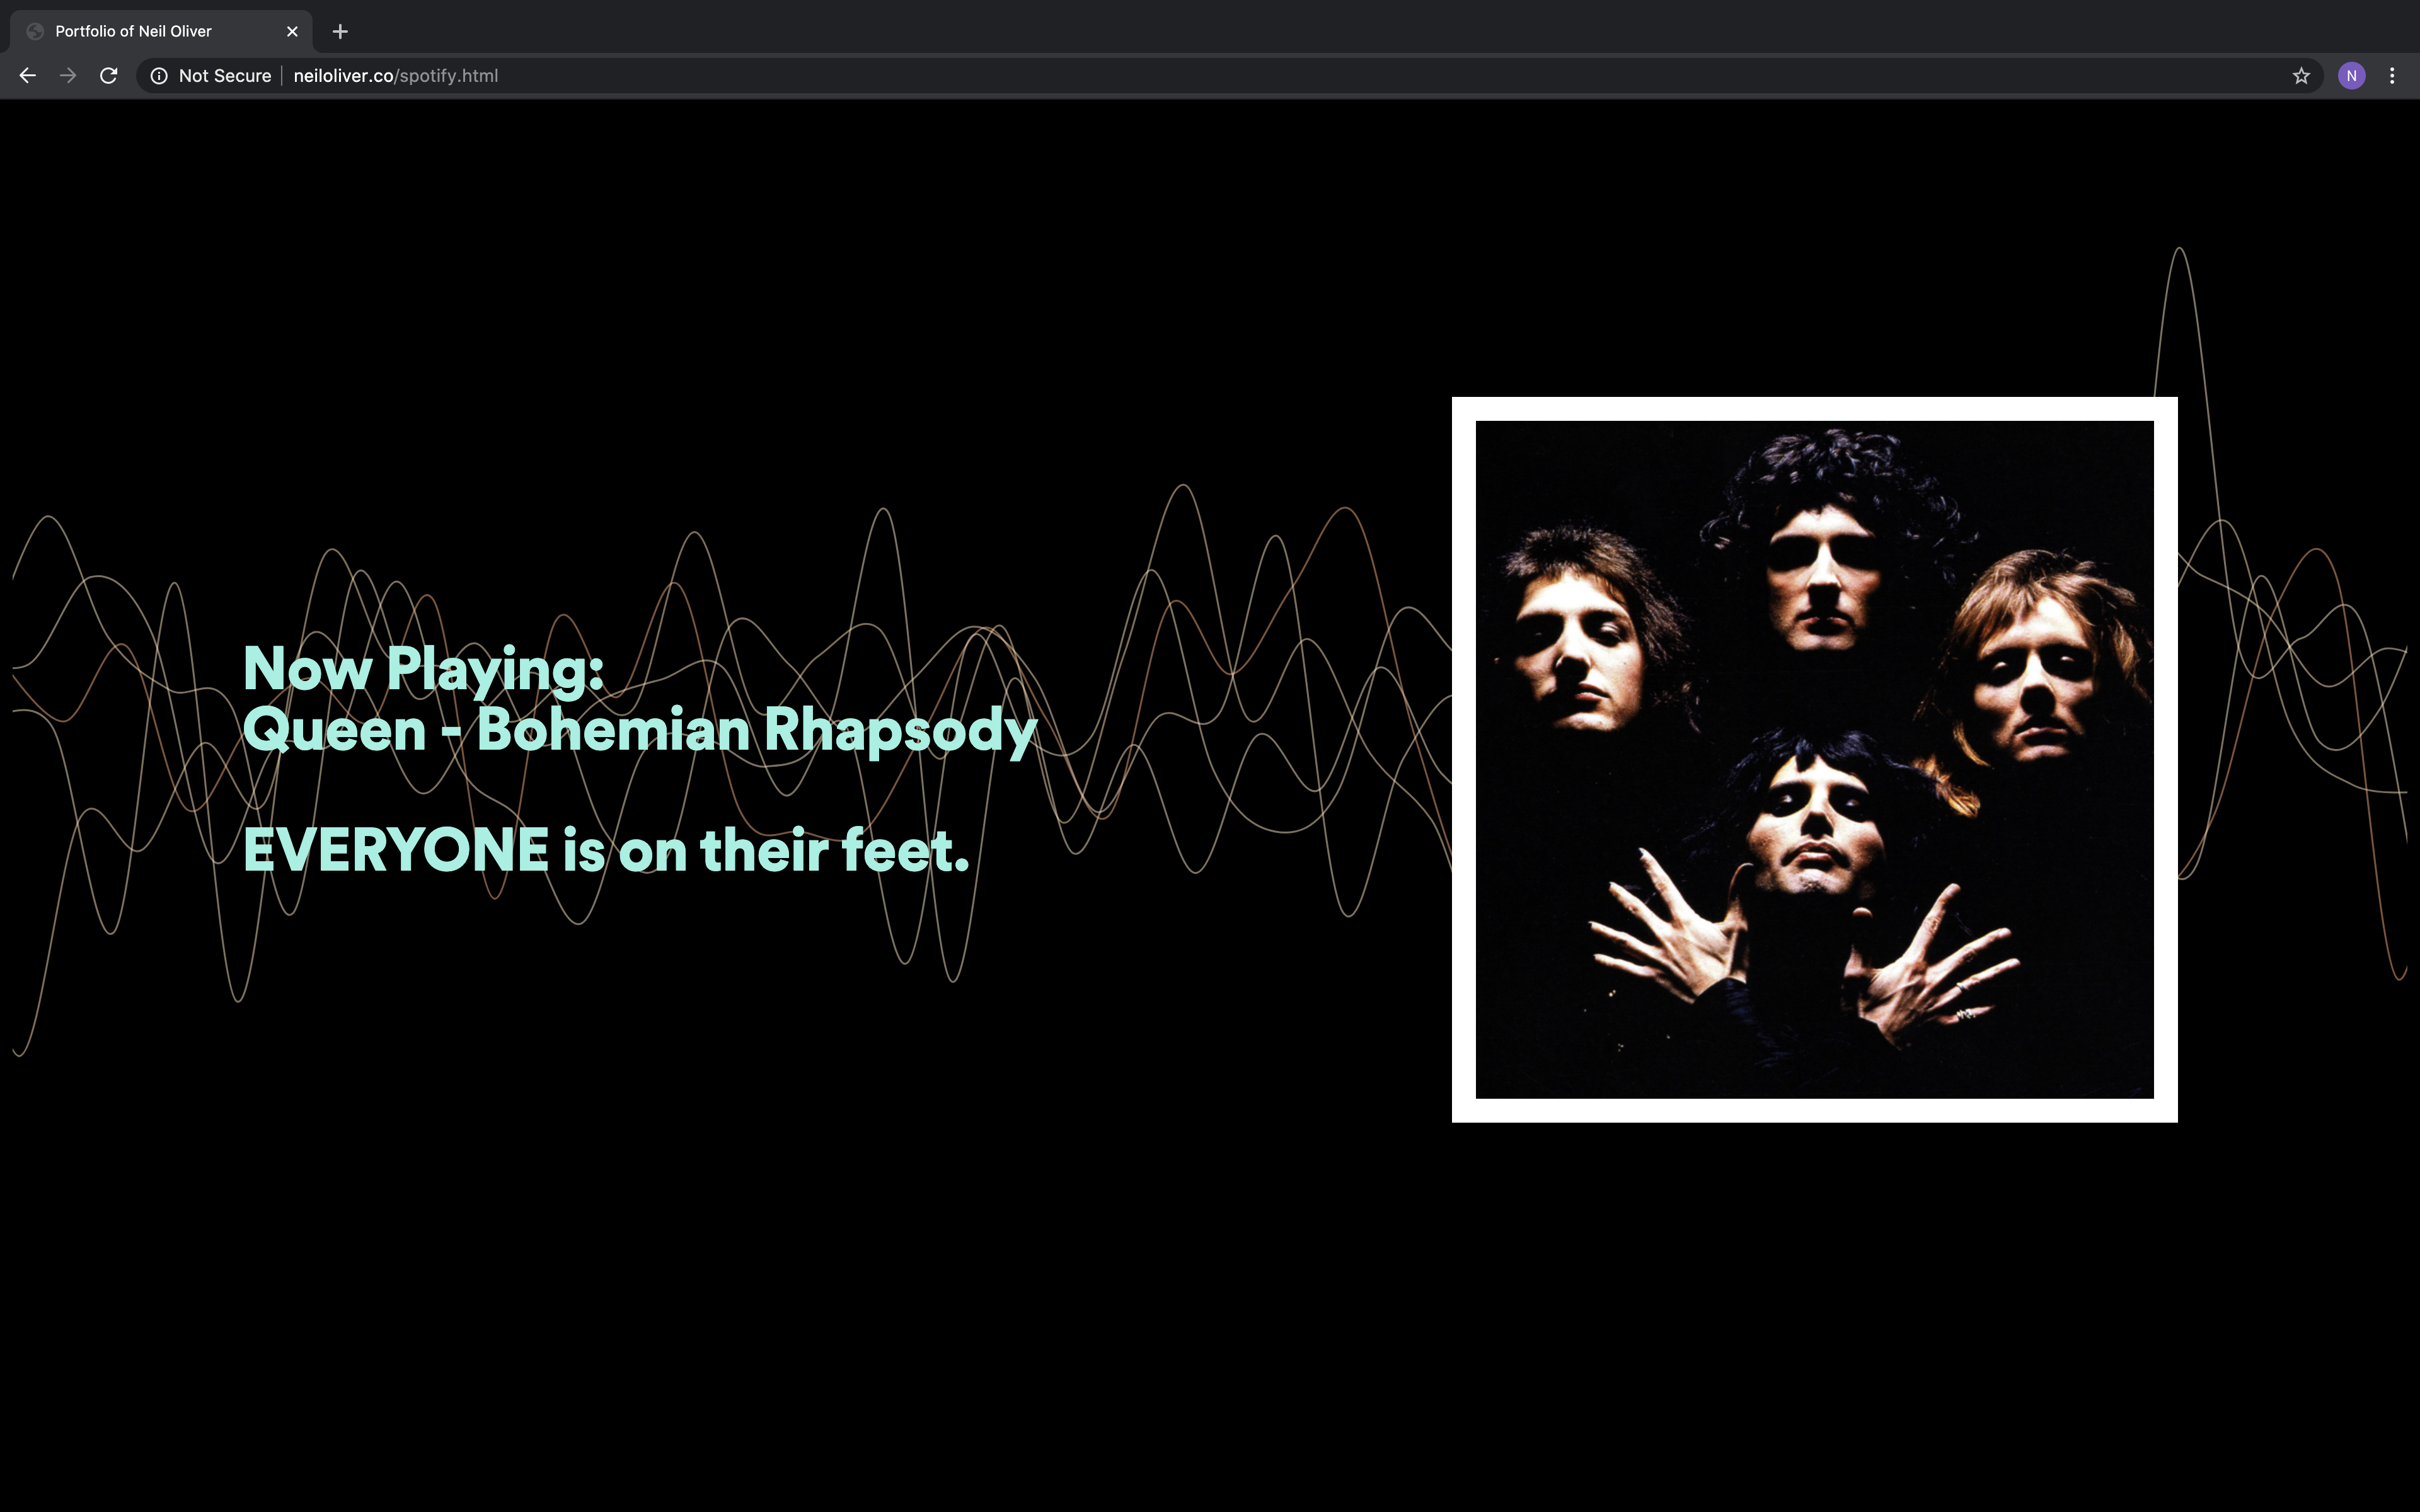 Portfolio of Neil Oliver
Not Secure | neiloliver.co/spotify.html
N
Now Playing:
Queen - Bohemian Rhapsody
EVERYONE is on their feet.